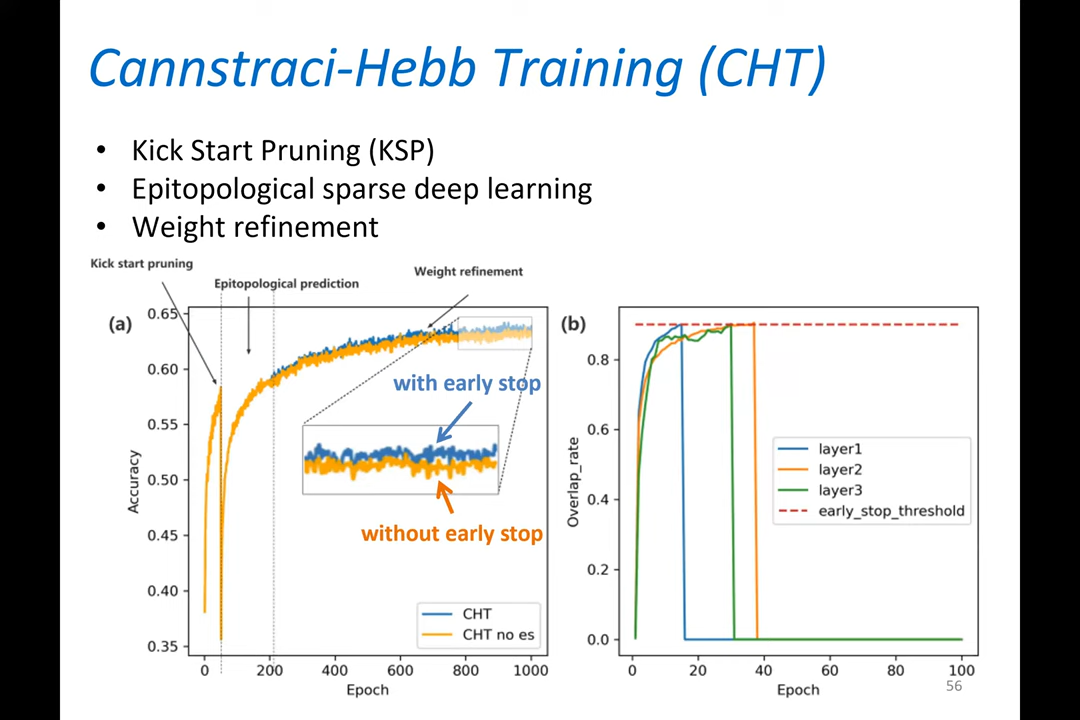 Cannstraci-Hebb Training (CHT)
• Kick Start Pruning (KSP)
• Epitopological sparse deep learning
• Weight refinement
Kick start pruning
Epitopological prediction
Weight refinement
(a)
0.65
0.60
0.55
0.50
0.45
0.40
0.35
Accuracy
with early stop
without early stop
CHT
CHT no es
0 200 400 600 800 1000
Epoch
(b)
0.8
0.6
0.4
0.2
0.0
Overlap_rate
layer1
layer2
layer3
early_stop_threshold
0 20 40 60 80 100
Epoch
56